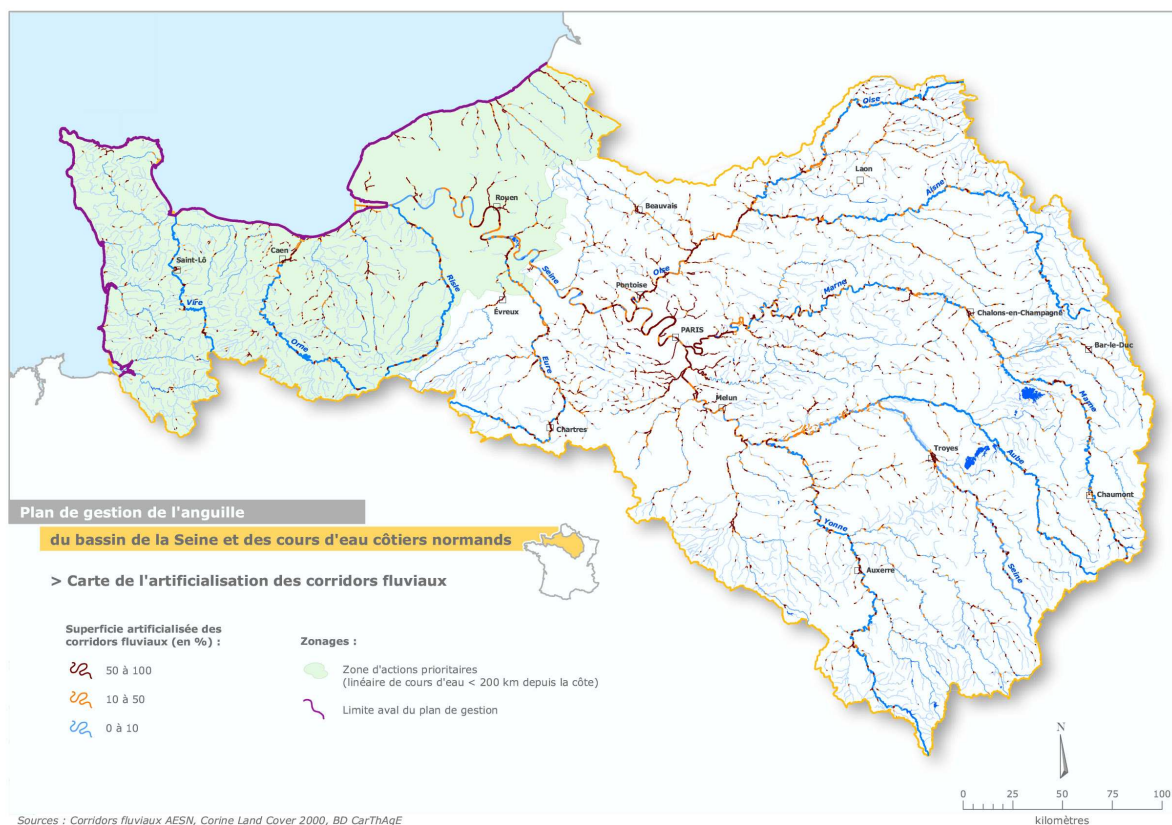 Oise
Laon
Aisne
Beauvais
Rouen
Caen
Saint-Lô
Vire
Orne
Risle
Seine
Oise
Pontoise
Évreux
Eure
PARIS
Marne
Chalons-en-Champagne
Bar-le-Duc
Melun
Chartres
Troyes
Aube
Marne
Chaumont
Yonne
Auxerre
Seine
Plan de gestion de l'anguille
du bassin de la Seine et des cours d'eau côtiers normands
> Carte de l'artificialisation des corridors fluviaux
Superficie artificialisée des
corridors fluviaux (en %) :
50 à 100
10 à 50
0 à 10
Zonages :
Zone d'actions prioritaires
(linéaire de cours d'eau < 200 km depuis la côte)
Limite aval du plan de gestion
N
0 25 50 75 100
kilomètres
Sources : Corridors fluviaux AESN, Corine Land Cover 2000, BD CarThAgE